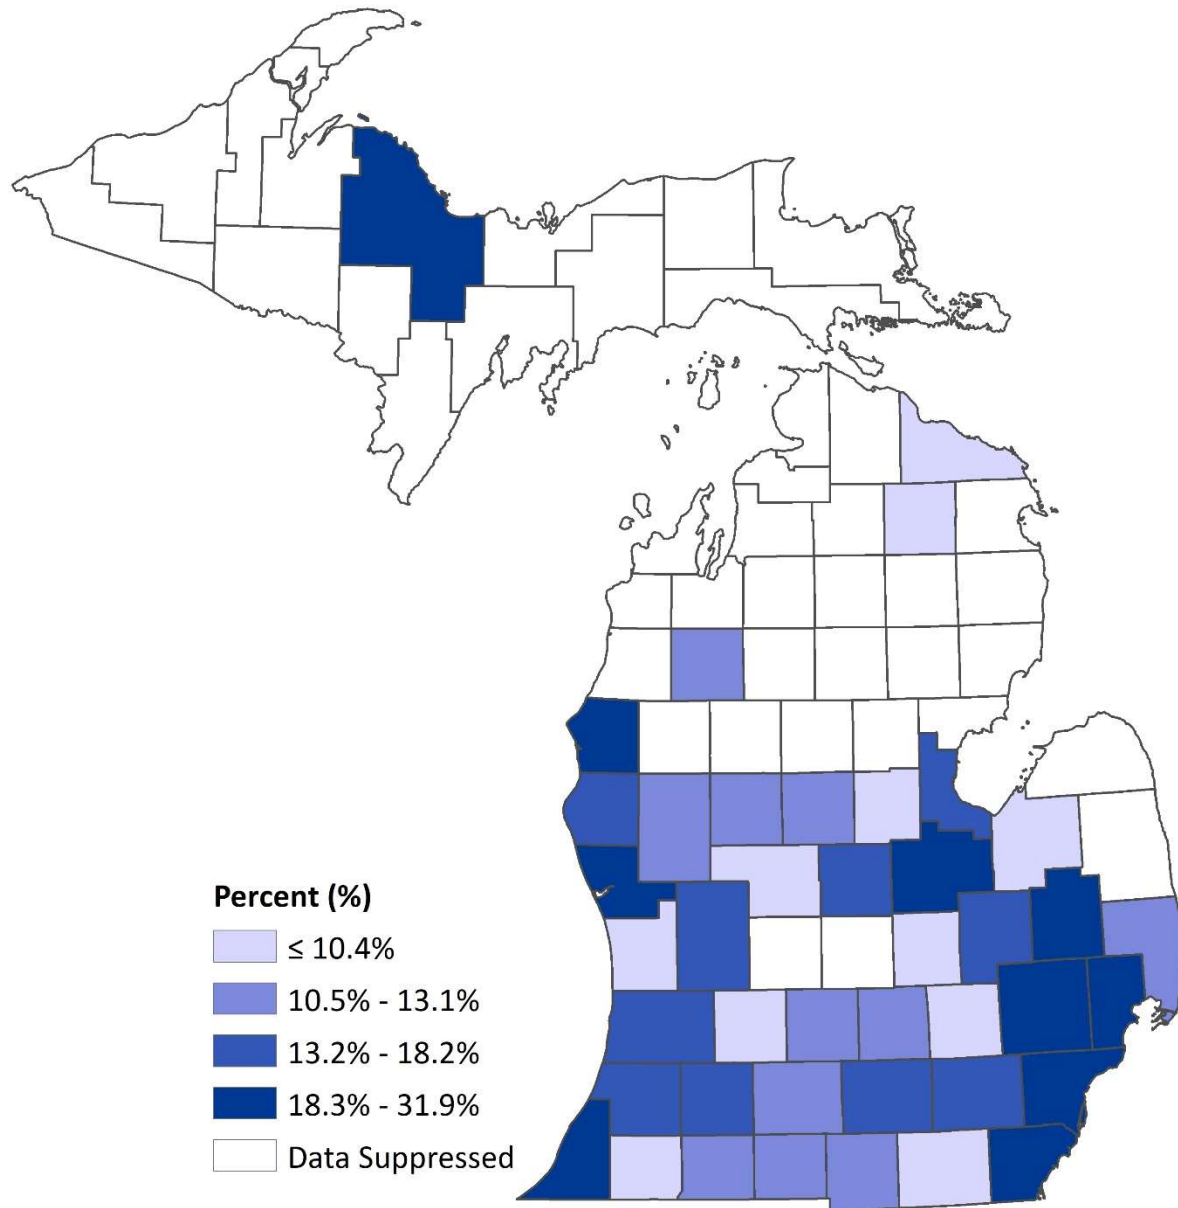 Percent (%)
≤ 10.4%
10.5% - 13.1%
13.2% - 18.2%
18.3% - 31.9%
Data Suppressed